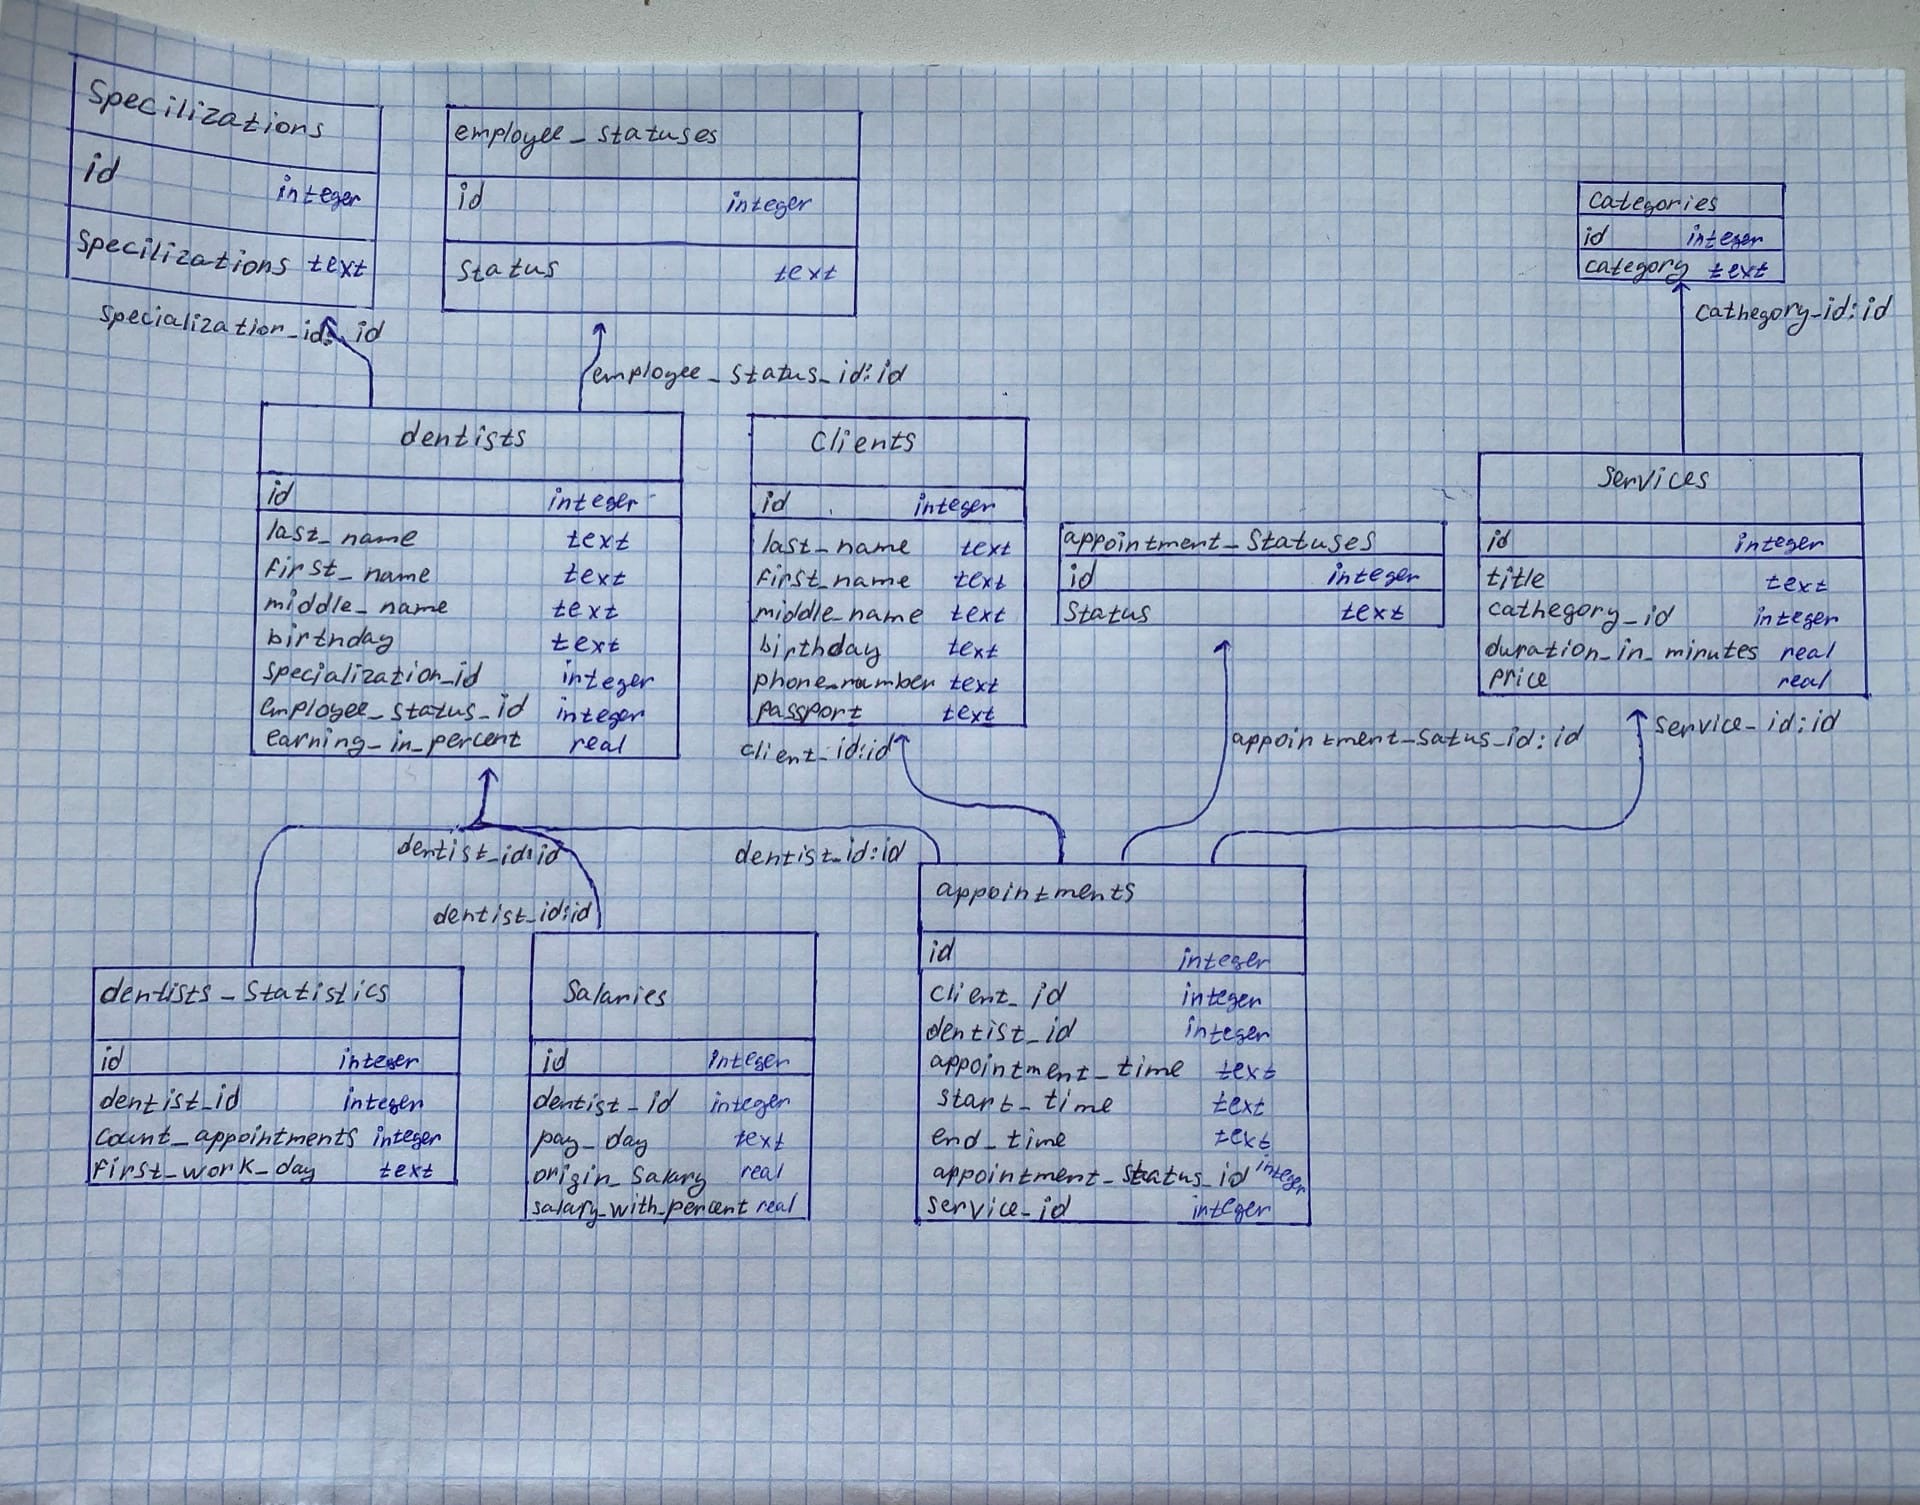 Specilizations
id integer
Specilizations text
specialization_id: id
employee_statuses
id integer
status text
employee_status_id:id
categories
id integer
category text
cathegory_id:id
dentists
id integer
last_name text
first_name text
middle_name text
birthday text
specialization_id integer
employee_status_id integer
earning_in_percent real
Clients
id integer
last_name text
first_name text
middle_name text
birthday text
phone_number text
passport text
client_id:id
appointment_Statuses
id integer
Status text
appointment_Satus_id:id
Services
id integer
title text
cathegory_id integer
duration_in_minutes real
price real
service_id:id
dentist_id:id
dentist_id:id
dentist_id:id
dentists_Statistics
id integer
dentist_id integer
count_appointments integer
first_work_day text
Salaries
id integer
dentist_id integer
pay_day text
origin_Salary real
salary_with_percent real
appointments
id integer
client_id integer
dentist_id integer
appointment_time text
start_time text
end_time text
appointment_status_id integer
service_id integer